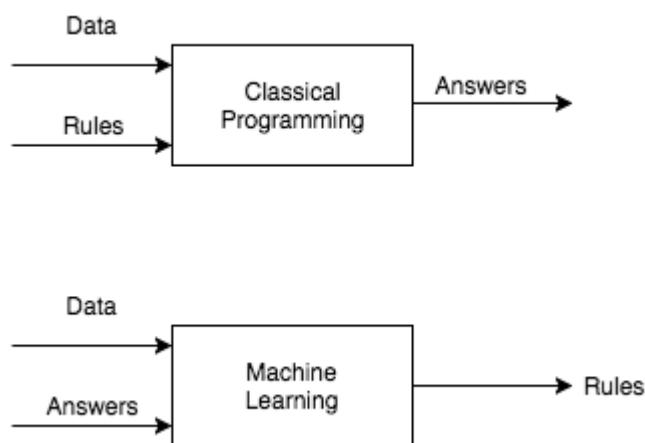 Data
Rules
Classical
Programming
Answers
Data
Answers
Machine
Learning
Rules